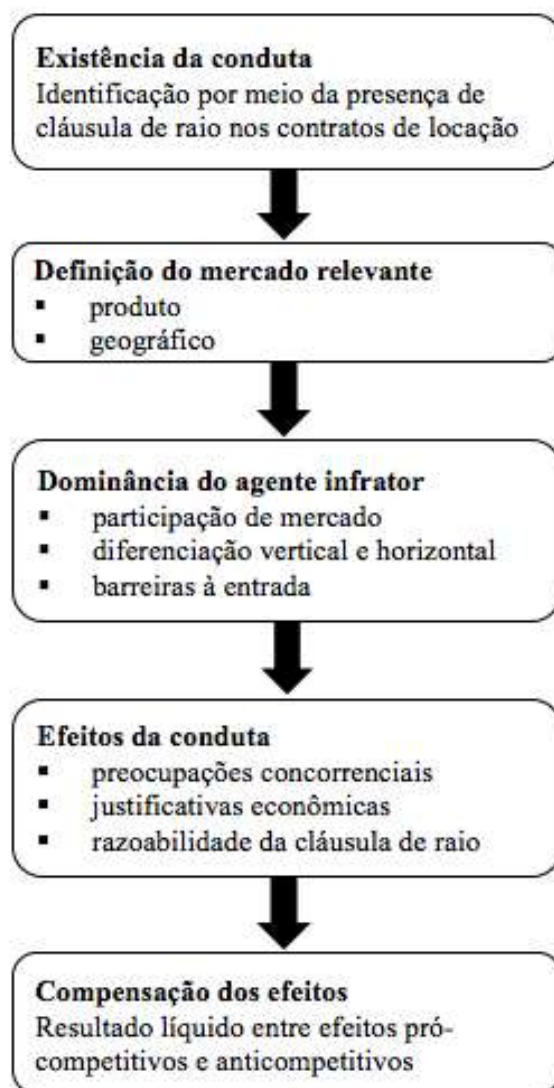 Existência da conduta
Identificação por meio da presença de
cláusula de raio nos contratos de locação
Definição do mercado relevante
▪ produto
▪ geográfico
Dominância do agente infrator
▪ participação de mercado
▪ diferenciação vertical e horizontal
▪ barreiras à entrada
Efeitos da conduta
▪ preocupações concorrenciais
▪ justificativas econômicas
▪ razoabilidade da cláusula de raio
Compensação dos efeitos
Resultado líquido entre efeitos pró-
competitivos e anticompetitivos